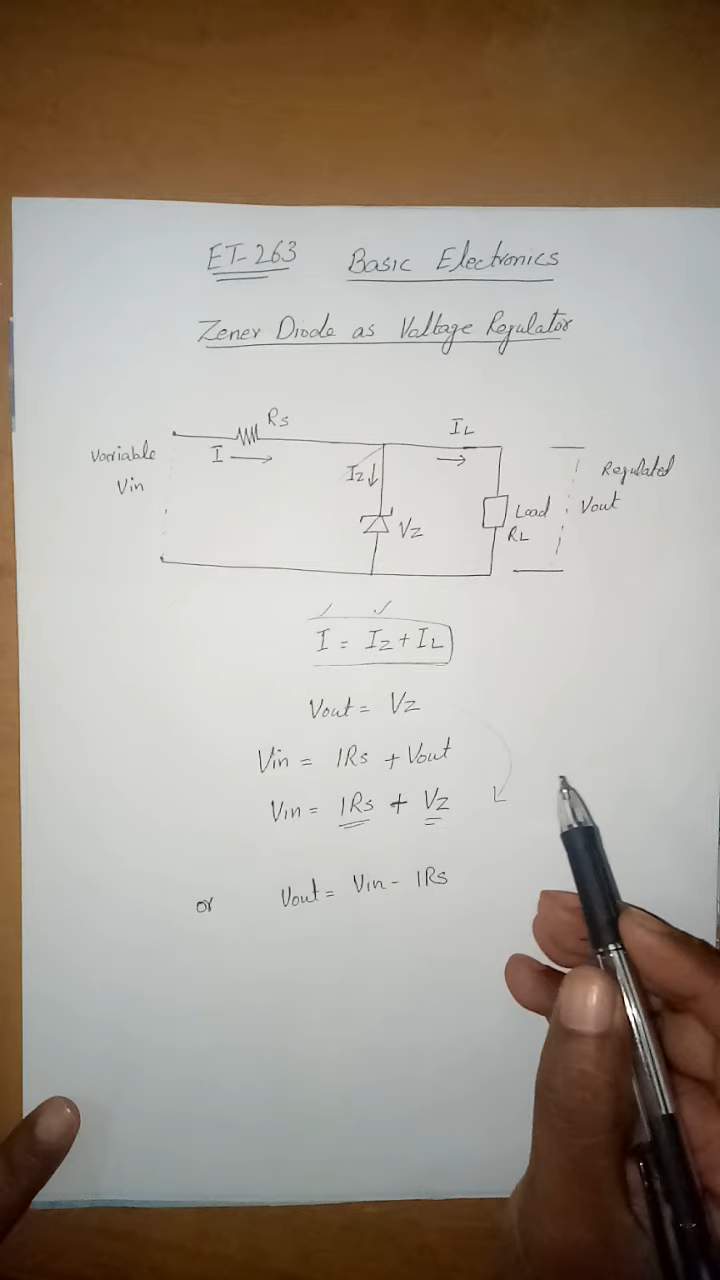 ET-263 Basic Electronics
Zener Diode as Voltage Regulator
Rs
IL
Variable
Vin
I
Iz
Regulated
Vout
Vz
Load
RL
I = Iz + IL
Vout = Vz
Vin = IRs + Vout
Vin = IRs + Vz
or Vout = Vin - IRs